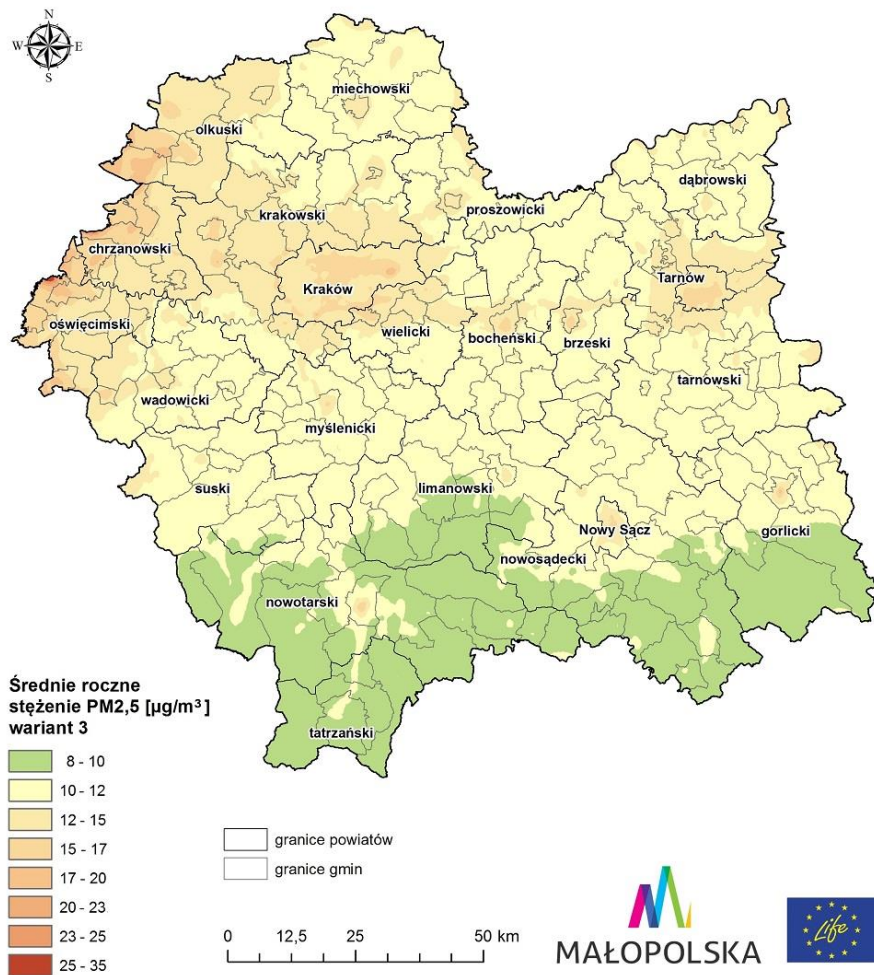 N
W
E
S
miechowski
olkuski
dąbrowski
krakowski
proszowicki
chrzanowski
Tarnów
Kraków
oświęcimski
wielicki
bocheński
brzeski
tarnowski
wadowicki
myślenicki
suski
limanowski
Nowy Sącz
gorlicki
nowosądecki
nowotarski
tatrzański
Średnie roczne
stężenie PM2,5 [µg/m³]
wariant 3
8 - 10
10 - 12
12 - 15
15 - 17
17 - 20
20 - 23
23 - 25
25 - 35
granice powiatów
granice gmin
0 12,5 25 50 km
MAŁOPOLSKA
Life